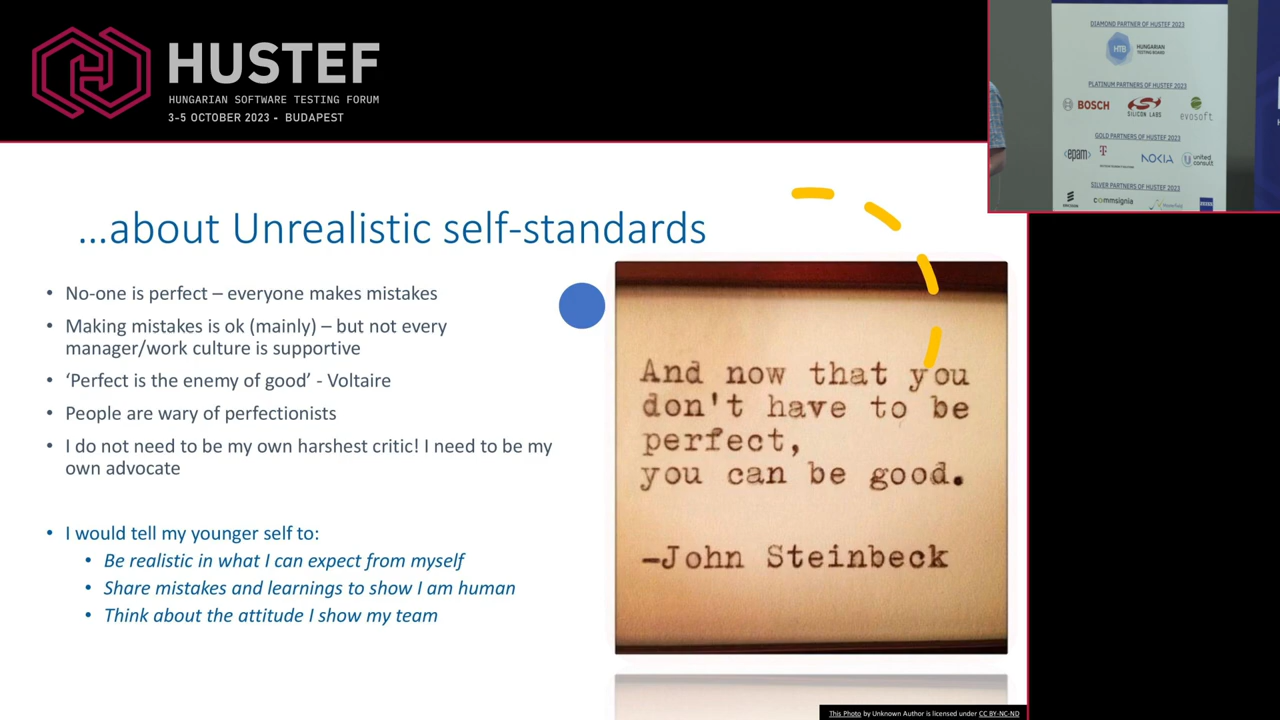 HUSTEF
HUNGARIAN SOFTWARE TESTING FORUM
3-5 OCTOBER 2023 - BUDAPEST
DIAMOND PARTNER OF HUSTEF 2023
HTB
HUNGARIAN
TESTING BOARD
PLATINUM PARTNERS OF HUSTEF 2023
BOSCH
SILICON LABS
evosoft
GOLD PARTNERS OF HUSTEF 2023
<epam>
T
NOKIA
united
consult
SILVER PARTNERS OF HUSTEF 2023
ERICSSON
commsignia
...about Unrealistic self-standards
• No-one is perfect – everyone makes mistakes
• Making mistakes is ok (mainly) – but not every
manager/work culture is supportive
• ‘Perfect is the enemy of good’ - Voltaire
• People are wary of perfectionists
• I do not need to be my own harshest critic! I need to be my
own advocate
• I would tell my younger self to:
• Be realistic in what I can expect from myself
• Share mistakes and learnings to show I am human
• Think about the attitude I show my team
And now that you
don't have to be
perfect,
you can be good.
—John Steinbeck
This Photo by Unknown Author is licensed under CC BY-NC-ND